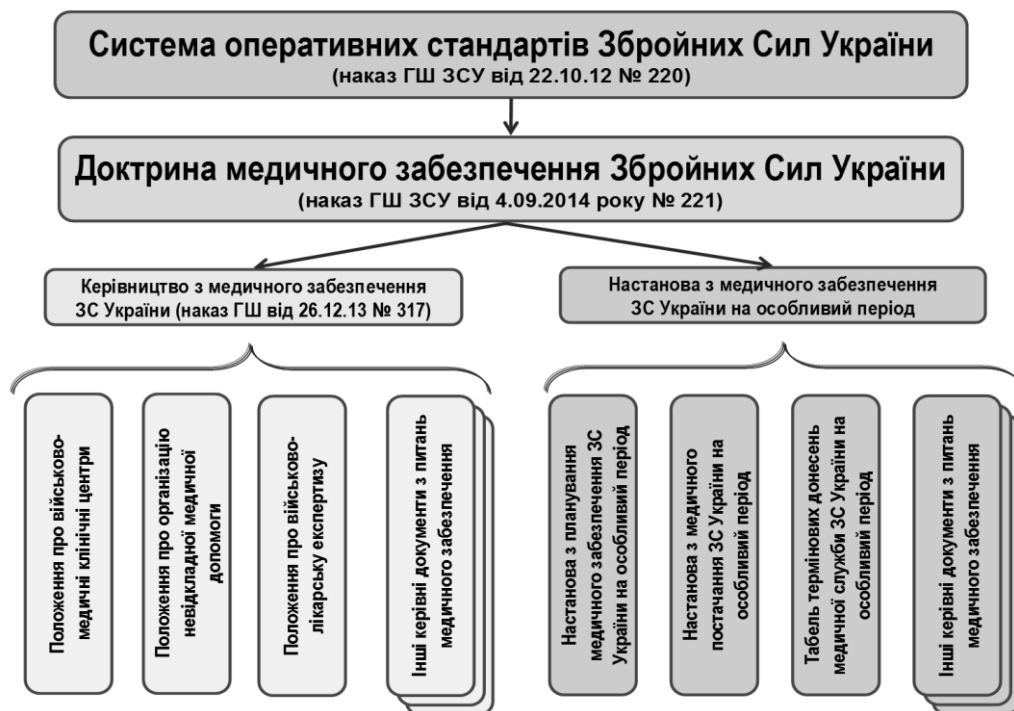 Система оперативних стандартів Збройних Сил України
(наказ ГШ ЗСУ від 22.10.12 № 220)
Доктрина медичного забезпечення Збройних Сил України
(наказ ГШ ЗСУ від 4.09.2014 року № 221)
Керівництво з медичного забезпечення
ЗС України (наказ ГШ від 26.12.13 № 317)
Настанова з медичного забезпечення
ЗС України на особливий період
Положення про військово-
медичні клінічні центри
Положення про організацію
невідкладної медичної
допомоги
Положення про військово-
лікарську експертизу
Інші керівні документи з питань
медичного забезпечення
Настанова з планування
медичного забезпечення ЗС
України на особливий період
Настанова з медичного
постачання ЗС України на
особливий період
Табель термінових донесень
медичної служби ЗС України на
особливий період
Інші керівні документи з питань
медичного забезпечення